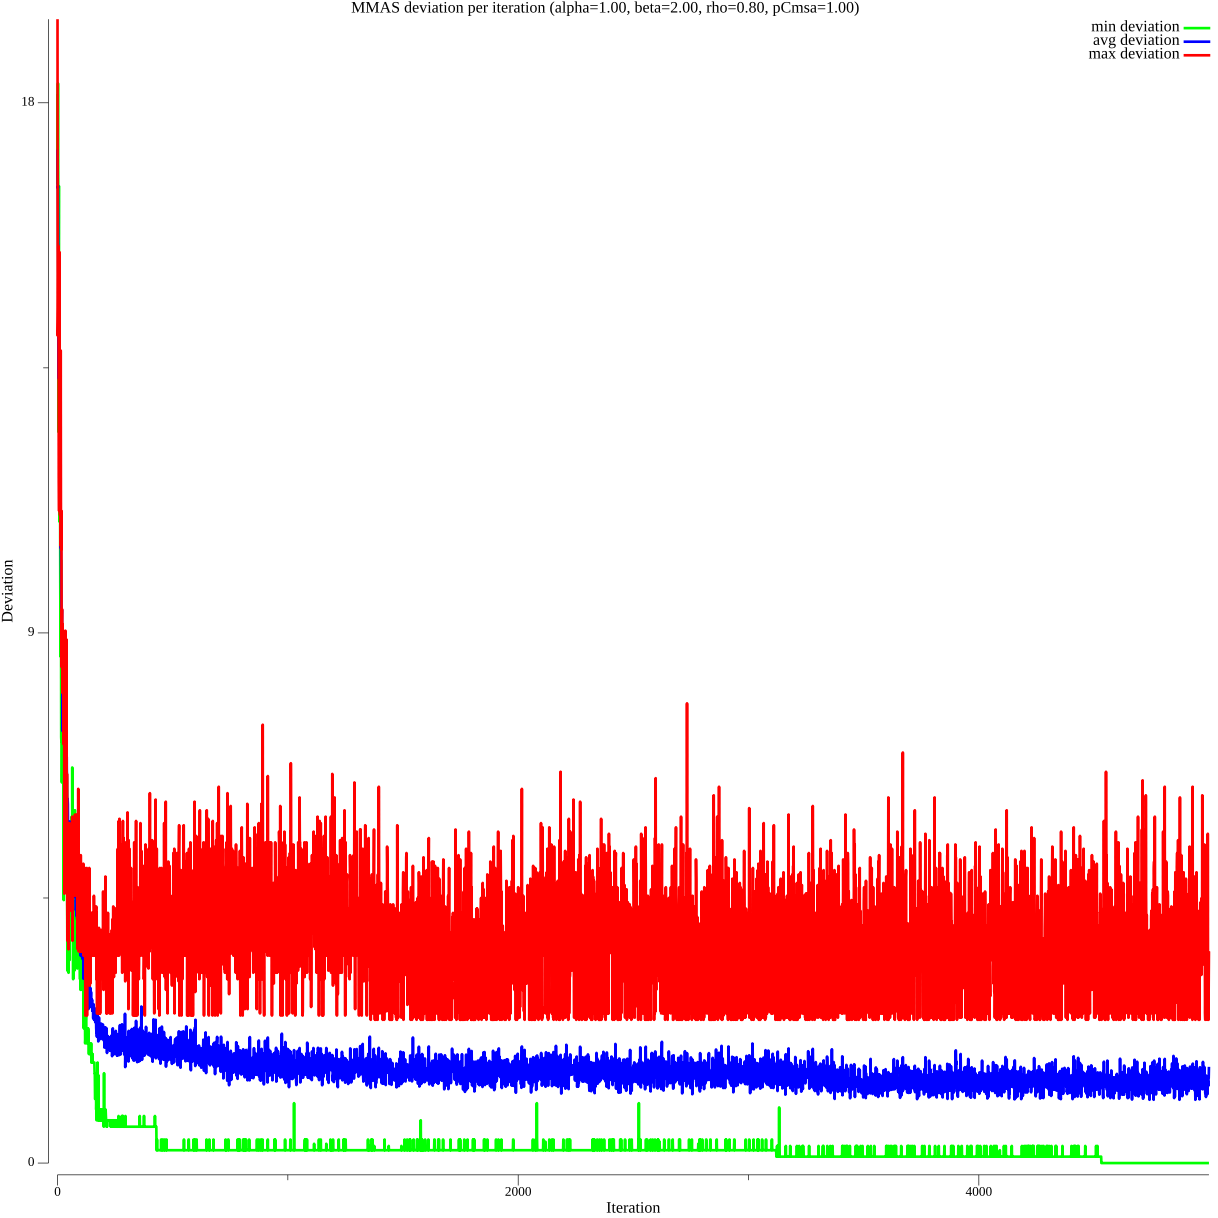 MMAS deviation per iteration (alpha=1.00, beta=2.00, rho=0.80, pCmsa=1.00)
min deviation
avg deviation
max deviation
18
9
0
Deviation
0
2000
4000
Iteration